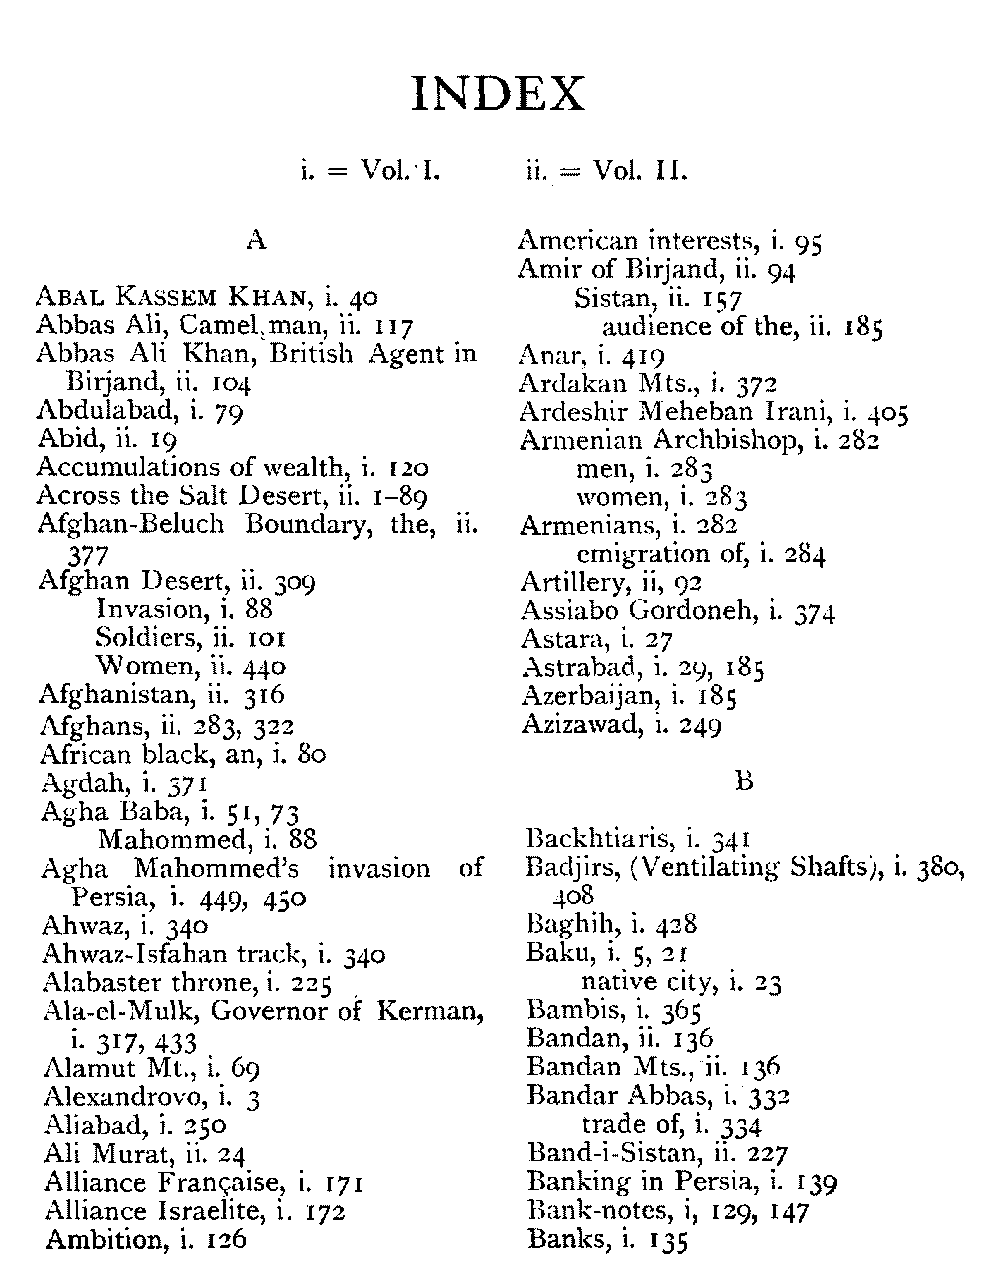 INDEX
i. = Vol. I.
ii. = Vol. II.
A
ABAL KASSEM KHAN, i. 40
Abbas Ali, Camel man, ii. 117
Abbas Ali Khan, British Agent in
Birjand, ii. 104
Abdulabad, i. 79
Abid, ii. 19
Accumulations of wealth, i. 120
Across the Salt Desert, ii. 1-89
Afghan-Beluch Boundary, the, ii.
377
Afghan Desert, ii. 309
Invasion, i. 88
Soldiers, ii. 101
Women, ii. 440
Afghanistan, ii. 316
Afghans, ii. 283, 322
African black, an, i. 80
Agdah, i. 371
Agha Baba, i. 51, 73
Mahommed, i. 88
Agha Mahommed's invasion of
Persia, i. 449, 450
Ahwaz, i. 340
Ahwaz-Isfahan track, i. 340
Alabaster throne, i. 225
Ala-el-Mulk, Governor of Kerman,
i. 317, 433
Alamut Mt., i. 69
Alexandrovo, i. 3
Aliabad, i. 250
Ali Murat, ii. 24
Alliance Française, i. 171
Alliance Israelite, i. 172
Ambition, i. 126
American interests, i. 95
Amir of Birjand, ii. 94
Sistan, ii. 157
audience of the, ii. 185
Anar, i. 419
Ardakan Mts., i. 372
Ardeshir Meheban Irani, i. 405
Armenian Archbishop, i. 282
men, i. 283
women, i. 283
Armenians, i. 282
emigration of, i. 284
Artillery, ii, 92
Assiabo Gordoneh, i. 374
Astara, i. 27
Astrabad, i. 29, 185
Azerbaijan, i. 185
Azizawad, i. 249
B
Backhtiaris, i. 341
Badjirs, (Ventilating Shafts), i. 380,
408
Baghih, i. 428
Baku, i. 5, 21
native city, i. 23
Bambis, i. 365
Bandan, ii. 136
Bandan Mts., ii. 136
Bandar Abbas, i. 332
trade of, i. 334
Band-i-Sistan, ii. 227
Banking in Persia, i. 139
Bank-notes, i, 129, 147
Banks, i. 135